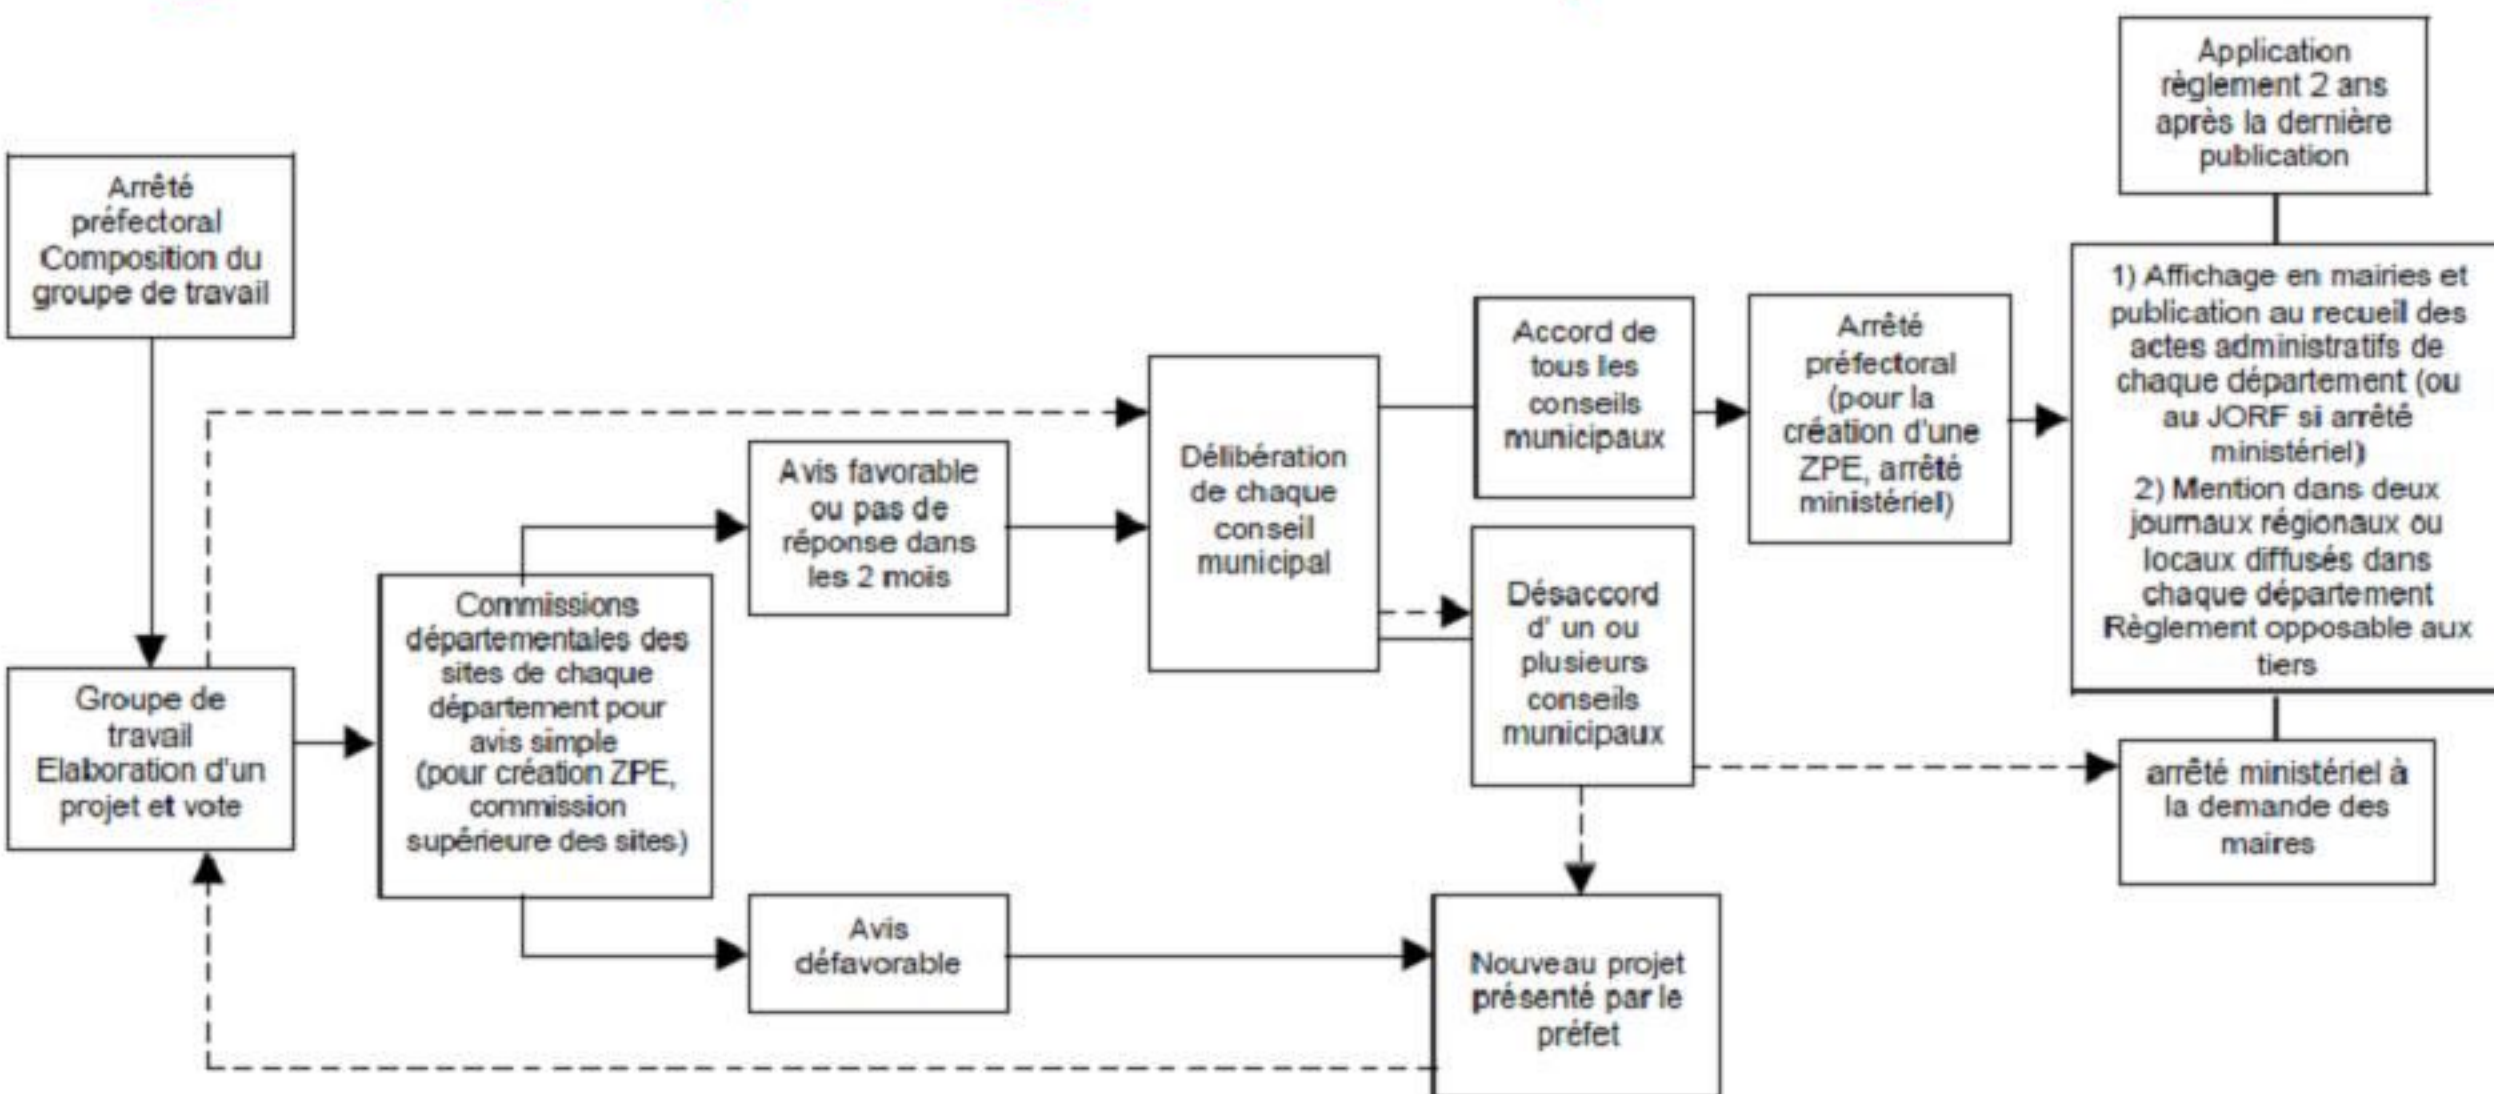 Arrêté
préfectoral
Composition du
groupe de travail
Groupe de
travail
Elaboration d'un
projet et vote
Commissions
départementales des
sites de chaque
département pour
avis simple
(pour création ZPE,
commission
supérieure des sites)
Avis favorable
ou pas de
réponse dans
les 2 mois
Avis
défavorable
Délibération
de chaque
conseil
municipal
Accord de
tous les
conseils
municipaux
Désaccord
d' un ou
plusieurs
conseils
municipaux
Nouveau projet
présenté par le
préfet
Arrêté
préfectoral
(pour la
création d'une
ZPE, arrêté
ministériel)
Application
règlement 2 ans
après la dernière
publication
1) Affichage en mairies et
publication au recueil des
actes administratifs de
chaque département (ou
au JORF si arrêté
ministériel)
2) Mention dans deux
journaux régionaux ou
locaux diffusés dans
chaque département
Règlement opposable aux
tiers
arrêté ministériel à
la demande des
maires